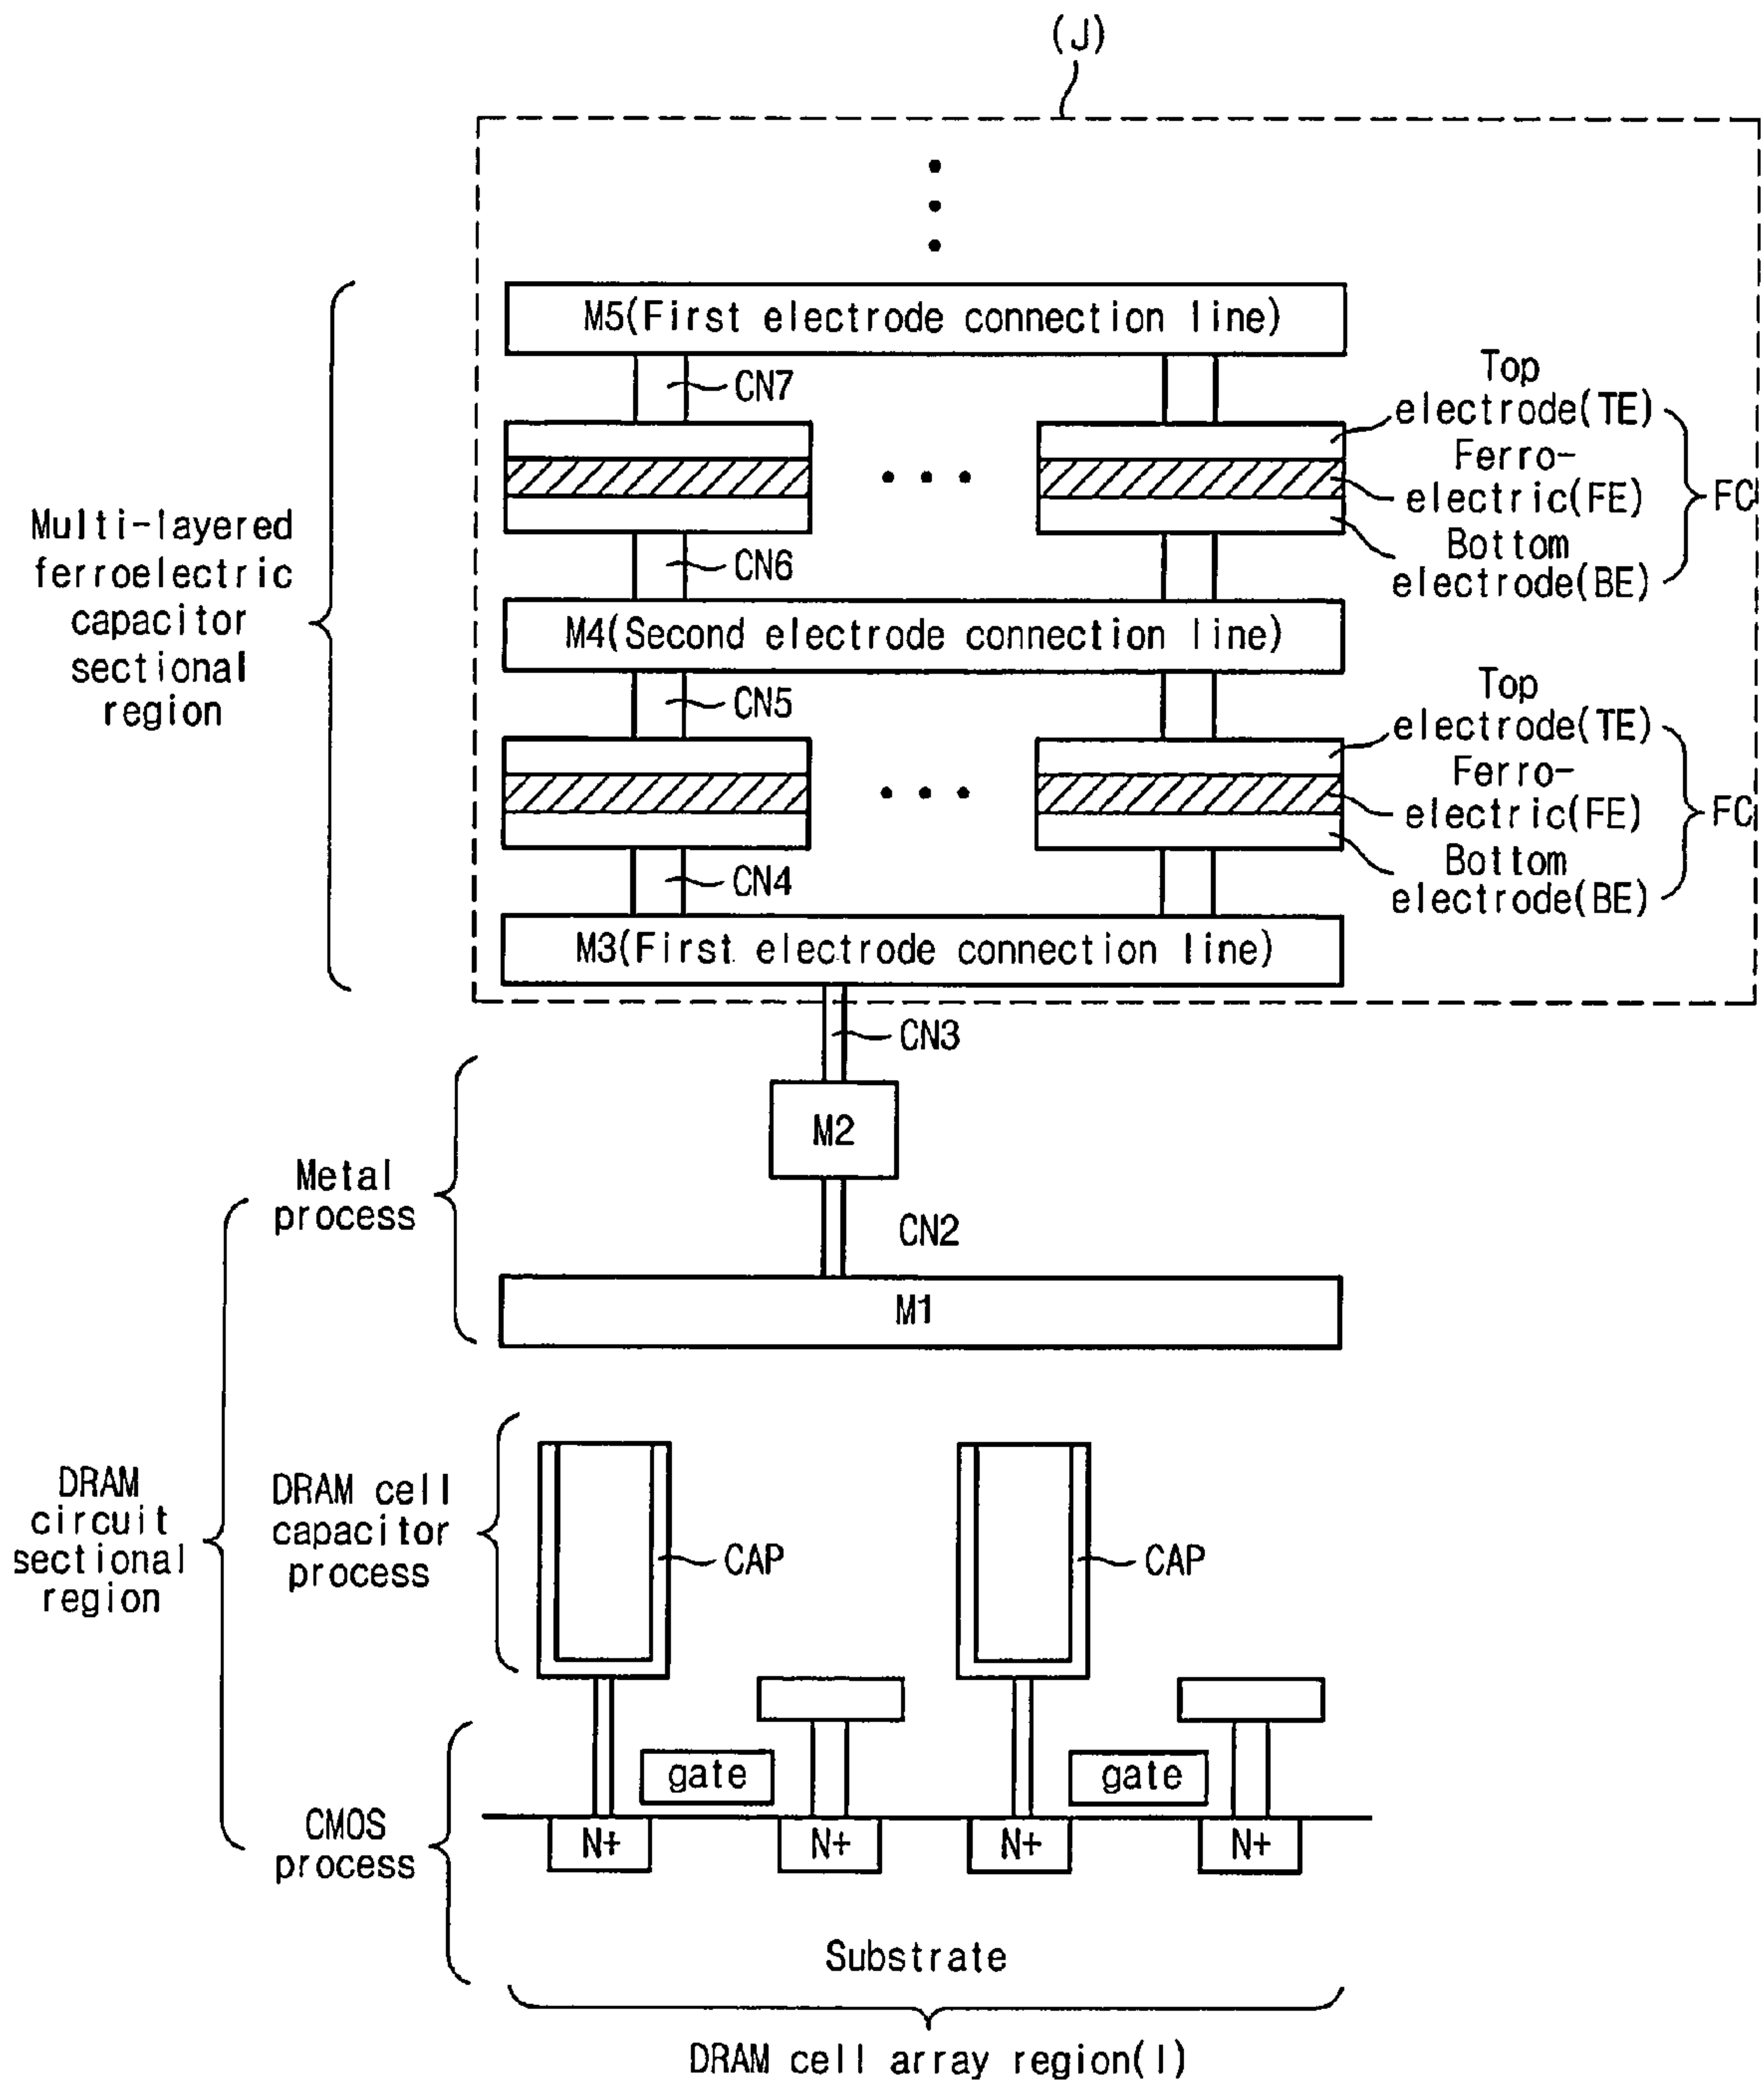 (J)
M5(First electrode connection line)
CN7
Top
electrode(TE)
Ferro-
electric(FE)
Bottom
electrode(BE)
FC
CN6
Multi-layered
ferroelectric
capacitor
sectional
region
M4(Second electrode connection line)
CN5
Top
electrode(TE)
Ferro-
electric(FE)
Bottom
electrode(BE)
FC
CN4
M3(First electrode connection line)
CN3
M2
Metal
process
CN2
M1
DRAM
circuit
sectional
region
DRAM cell
capacitor
process
CAP
CAP
gate
gate
CMOS
process
N+
N+
N+
N+
Substrate
DRAM cell array region(I)